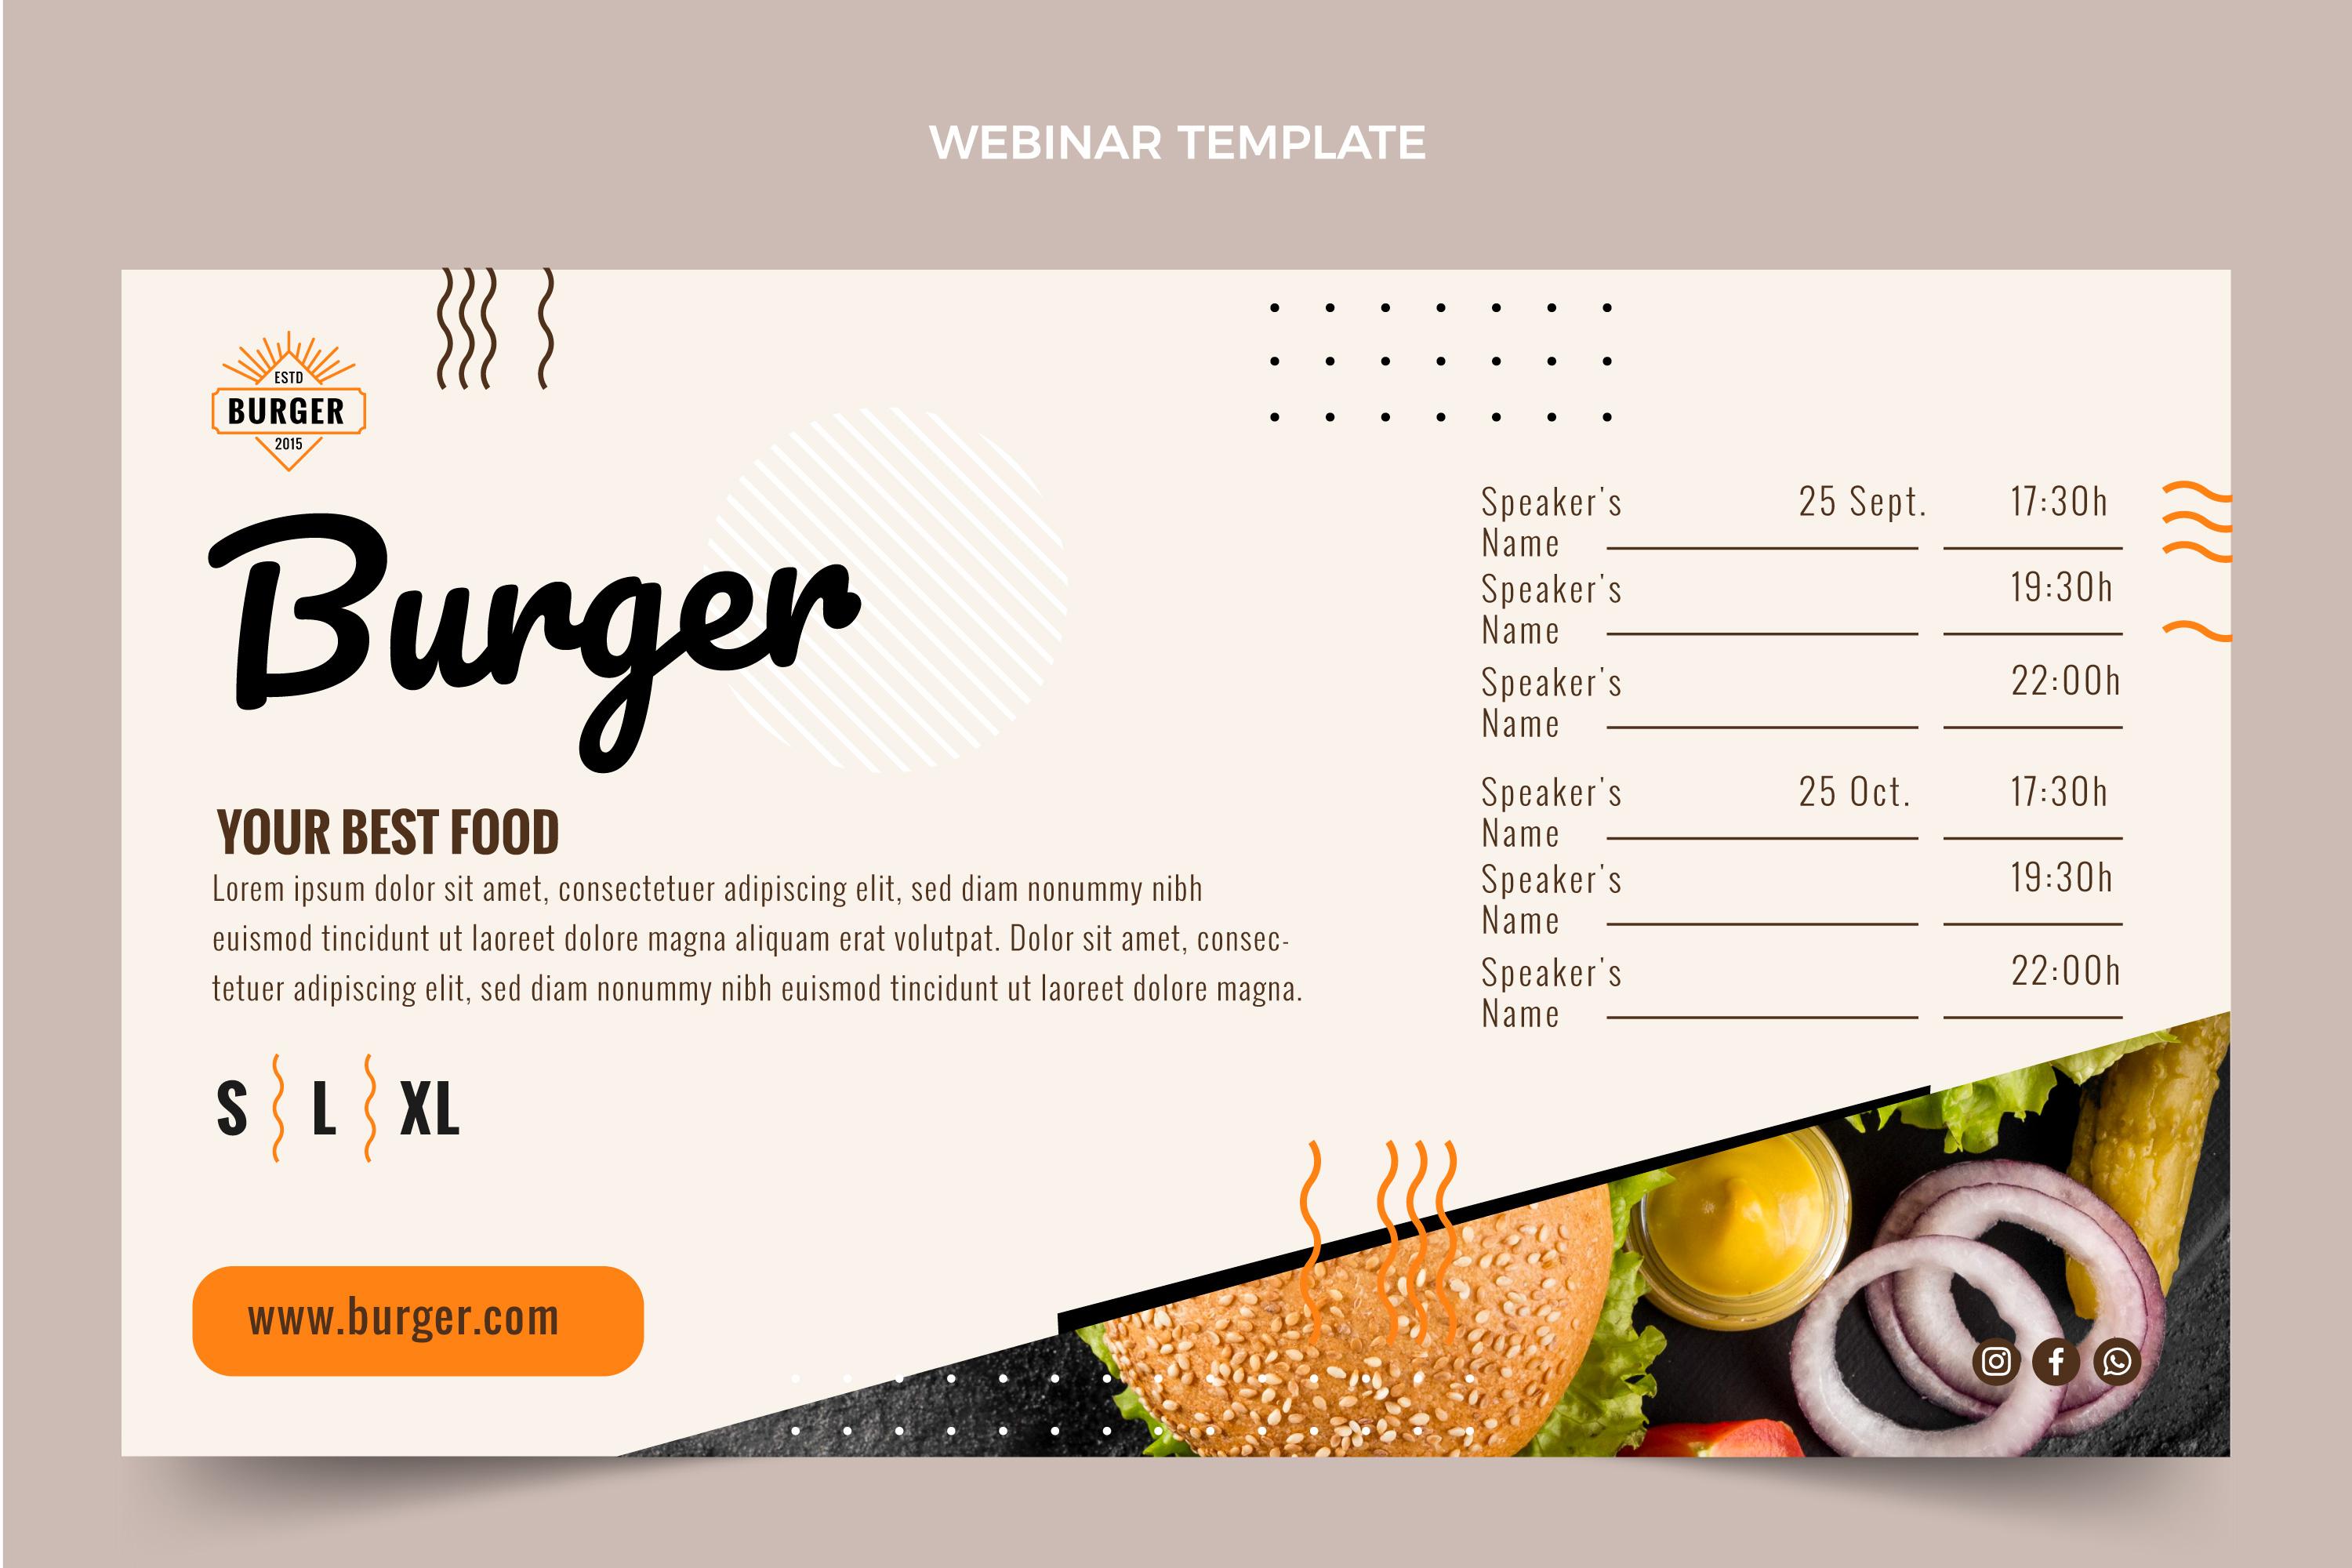 WEBINAR TEMPLATE
ESTD
BURGER
2015
Burger
YOUR BEST FOOD
Lorem ipsum dolor sit amet, consectetuer adipiscing elit, sed diam nonummy nibh
euismod tincidunt ut laoreet dolore magna aliquam erat volutpat. Dolor sit amet, consec-
tetuer adipiscing elit, sed diam nonummy nibh euismod tincidunt ut laoreet dolore magna.
S L XL
www.burger.com
Speaker's 25 Sept. 17:30h
Name
Speaker's 19:30h
Name
Speaker's 22:00h
Name
Speaker's 25 Oct. 17:30h
Name
Speaker's 19:30h
Name
Speaker's 22:00h
Name